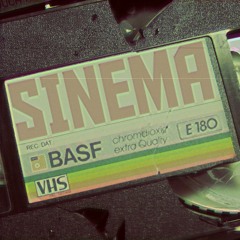 SINEMA
REC. DAT.
BASF
chromdioxid
extra Quality
E 180
VHS